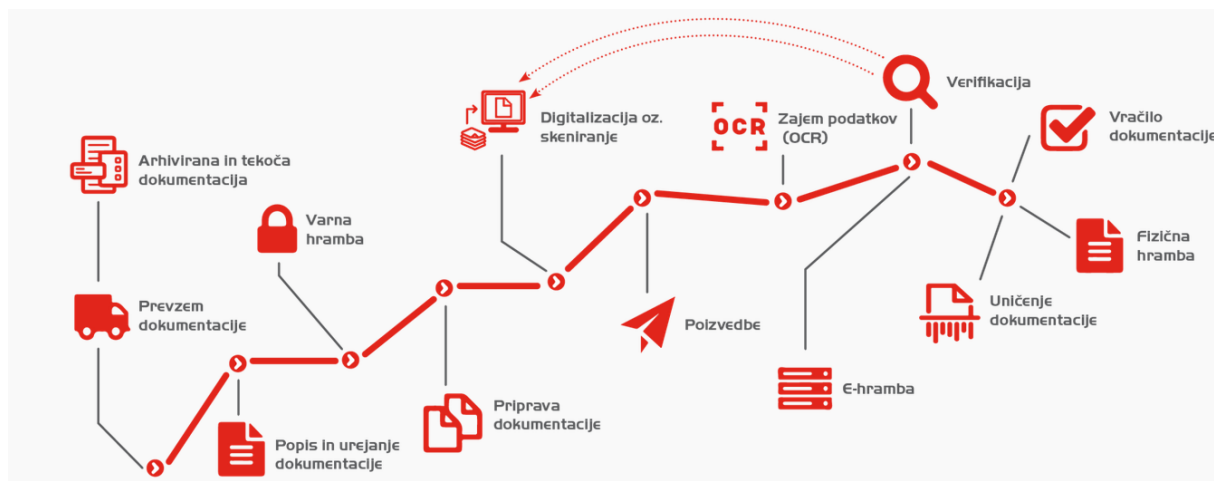 Arhivirana in tekoča
dokumentacija
Prevzem
dokumentacije
Popis in urejanje
dokumentacije
Varna
hramba
Priprava
dokumentacije
Digitalizacija oz.
skeniranje
Poizvedbe
OCR
Zajem podatkov
(OCR)
Verifikacija
E-hramba
Vračilo
dokumentacije
Fizična
hramba
Uničenje
dokumentacije